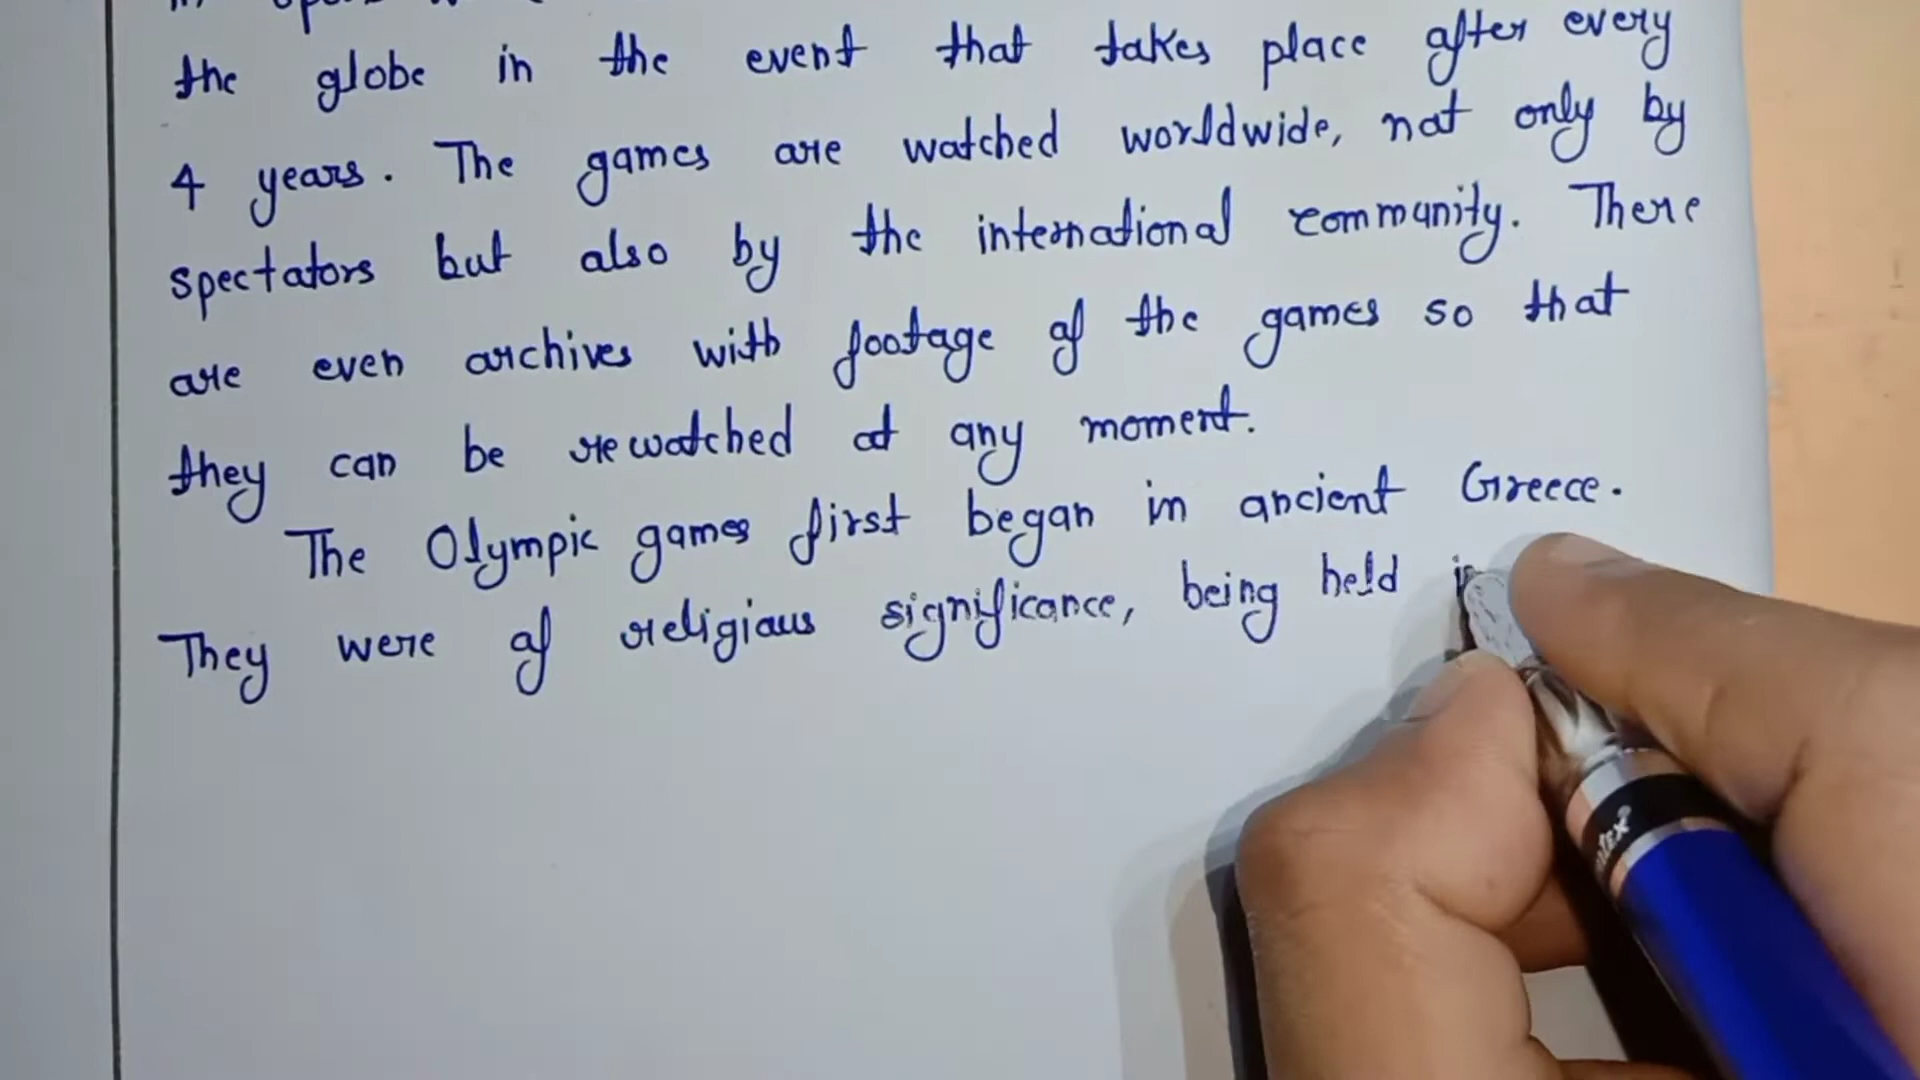 the globe in the event that takes place after every
4 years. The games are watched worldwide, not only by
spectators but also by the international community. There
are even archives with footage of the games so that
they can be rewatched at any moment.
The Olympic games first began in ancient Greece.
They were of religious significance, being held in